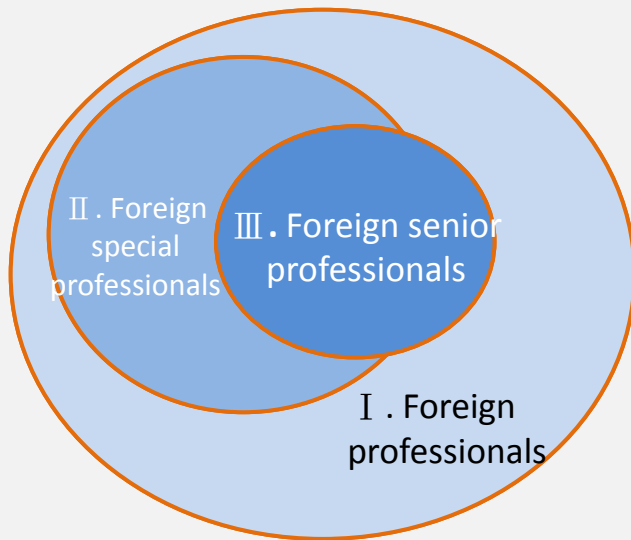 Ⅱ. Foreign
special
professionals
Ⅲ. Foreign senior
professionals
Ⅰ. Foreign
professionals